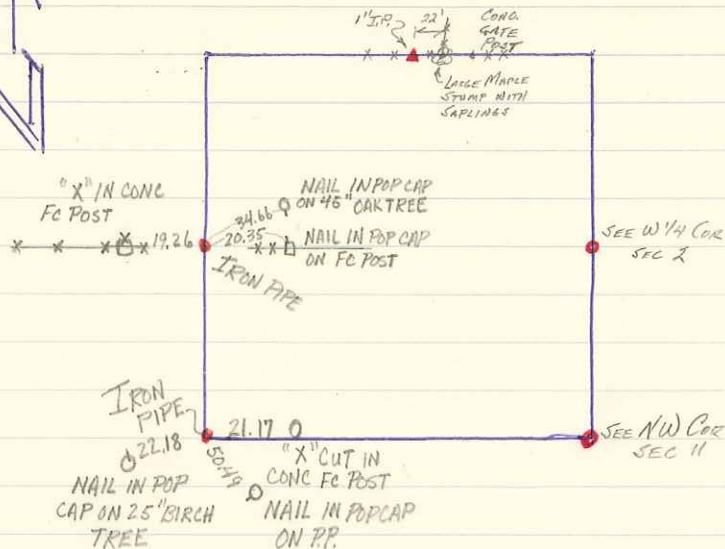 1" I.P.
22'
CONC.
GATE
POST
LARGE MAPLE
STUMP WITH
SAPLINGS
"X" IN CONC
FC POST
19.26
34.66
NAIL IN POP CAP
ON 45" OAK TREE
20.35
NAIL IN POP CAP
ON FC POST
IRON PIPE
SEE W 1/4 COR
SEC 2
IRON
PIPE
22.18
NAIL IN POP
CAP ON 25" BIRCH
TREE
21.17
"X" CUT IN
CONC FC POST
50.49
NAIL IN POPCAP
ON P.P.
SEE NW COR
SEC 11